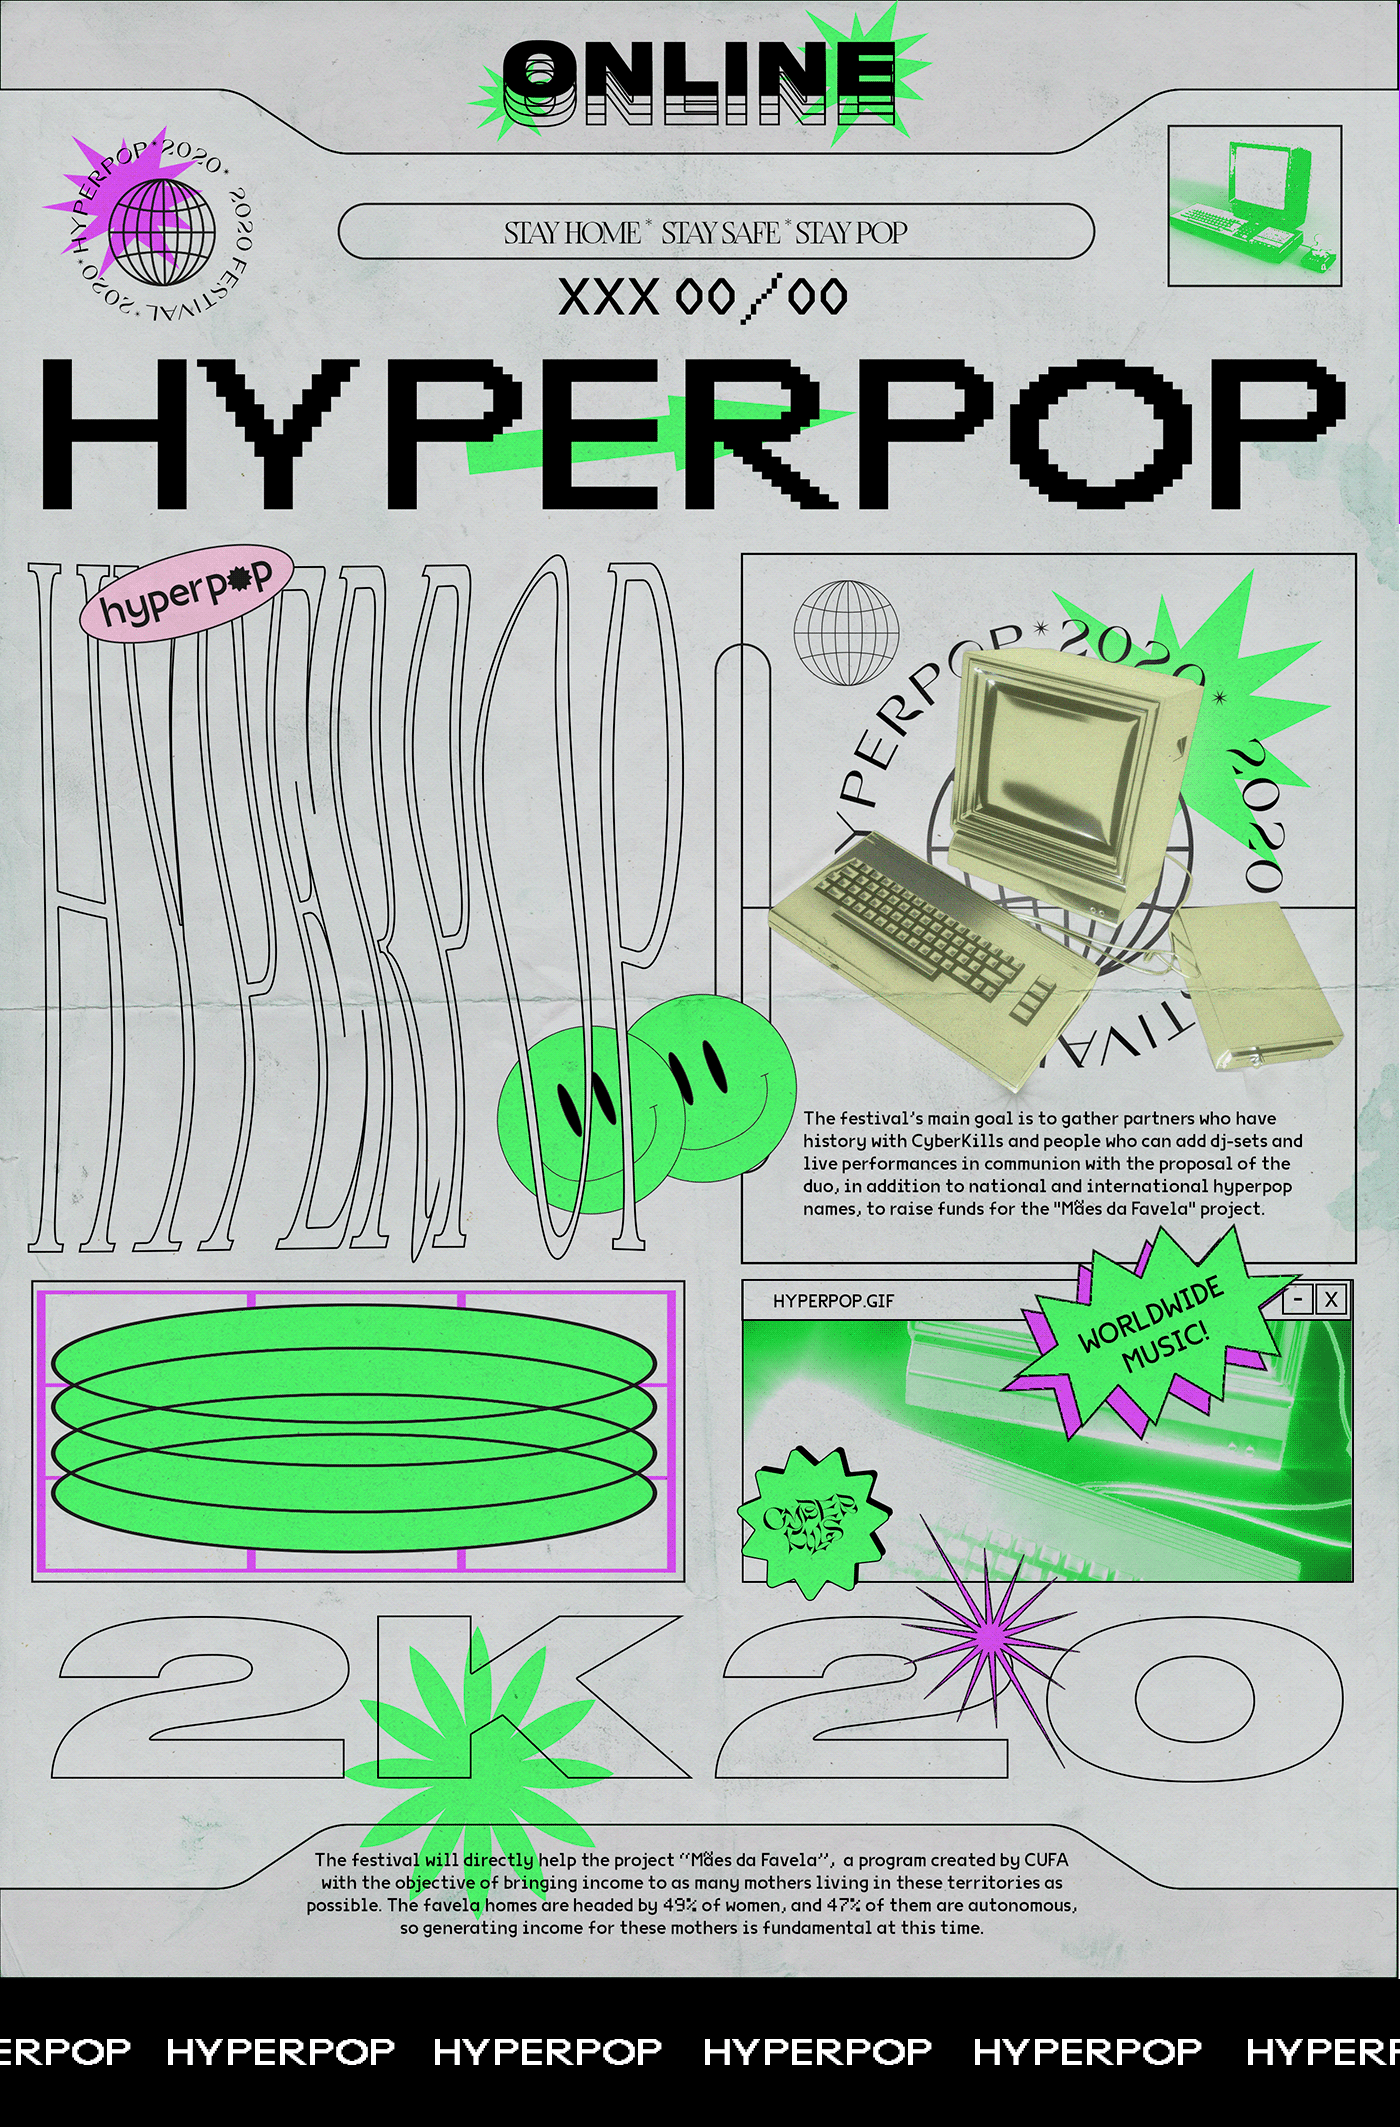 ONLINE
HYPERPOP * 2020 * 2020 FESTIVAL * 2020 *
STAY HOME * STAY SAFE * STAY POP
XXX 00/00
HYPERPOP
hyperpop
HYPERPOP
HYPERPOP * 2020 * 2020
The festival's main goal is to gather partners who have
history with CyberKills and people who can add dj-sets and
live performances in communion with the proposal of the
duo, in addition to national and international hyperpop
names, to raise funds for the "Mães da Favela" project.
HYPERPOP.GIF
- X
WORLDWIDE
MUSIC!
CYBER
KILLS
2K20
The festival will directly help the project “Mães da Favela”, a program created by CUFA
with the objective of bringing income to as many mothers living in these territories as
possible. The favela homes are headed by 49% of women, and 47% of them are autonomous,
so generating income for these mothers is fundamental at this time.
ERPOP HYPERPOP HYPERPOP HYPERPOP HYPERPOP HYPERP